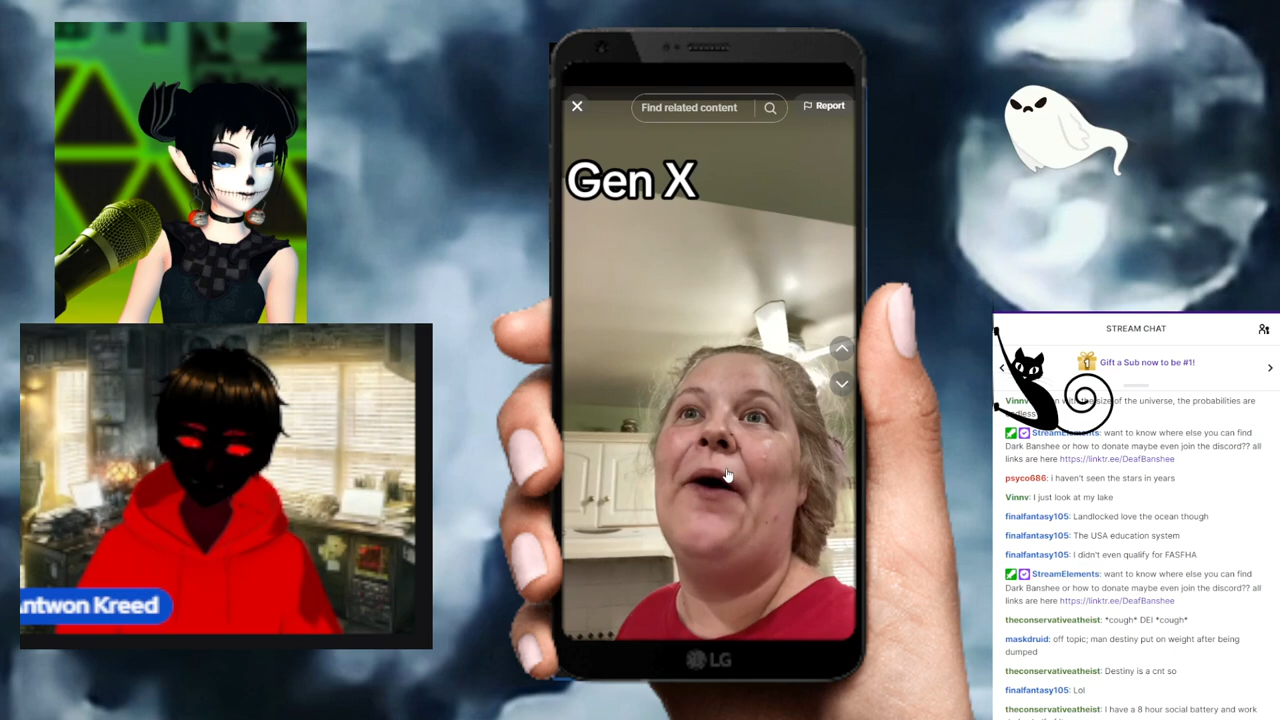 Find related content
Report
Gen X
LG
ntwon Kreed
STREAM CHAT
Gift a Sub now to be #1!
Vinnv
size of the universe, the probabilities are
StreamElements: want to know where else you can find
Dark Banshee or how to donate maybe even join the discord?? all
links are here https://linktr.ee/DeafBanshee
psyco686: i haven't seen the stars in years
Vinnv: I just look at my lake
finalfantasy105: Landlocked love the ocean though
finalfantasy105: The USA education system
finalfantasy105: I didn't even qualify for FASFHA
StreamElements: want to know where else you can find
Dark Banshee or how to donate maybe even join the discord?? all
links are here https://linktr.ee/DeafBanshee
theconservativeatheist: *cough* DEI *cough*
maskdruid: off topic; man destiny put on weight after being
dumped
theconservativeatheist: Destiny is a cnt so
finalfantasy105: Lol
theconservativeatheist: I have a 8 hour social battery and work